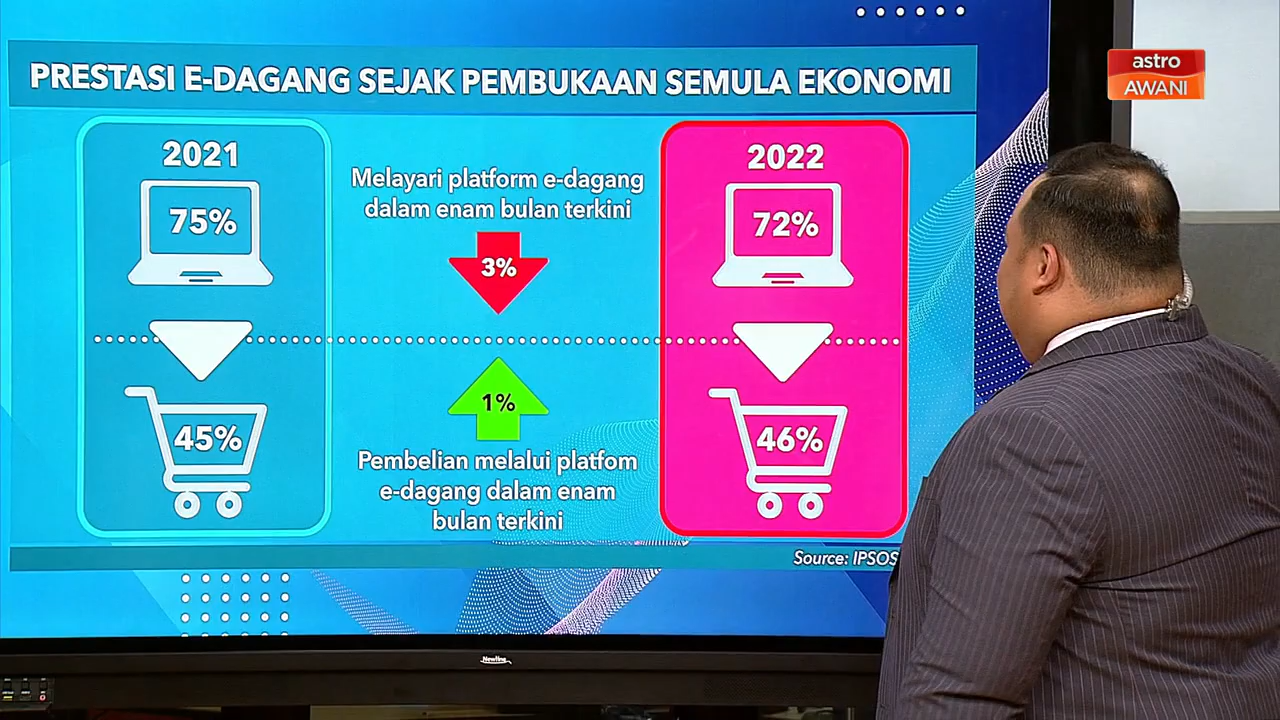 astro
AWANI
PRESTASI E-DAGANG SEJAK PEMBUKAAN SEMULA EKONOMI
2021
75%
45%
Melayari platform e-dagang
dalam enam bulan terkini
3%
1%
Pembelian melalui platfom
e-dagang dalam enam
bulan terkini
2022
72%
46%
Source: IPSOS
Newline